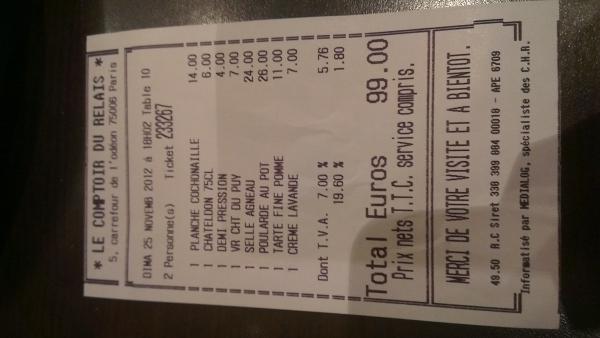 * LE COMPTOIR DU RELAIS *
5, carrefour de l'odéon 75006 Paris
DIMA 25 NOVEMB 2012 à 18H02 Table 10
2 Personne(s) Ticket 233267
1 PLANCHE COCHONAILLE 14.00
1 CHATELDON 75CL 6.00
1 DEMI PRESSION 4.00
1 VR CHT DU PUY 7.00
1 SELLE AGNEAU 24.00
1 POULARDE AU POT 26.00
1 TARTE FINE POMME 11.00
1 CREME LAVANDE 7.00
Dont T.V.A. 7.00 % 5.76
19.60 % 1.80
Total Euros 99.00
Prix nets T.T.C. service compris.
MERCI DE VOTRE VISITE ET A BIENTOT.
49.50 R.C Siret 330 399 004 00018 - APE 6709
Informatisé par MEDIALOG, spécialiste des C.H.R.